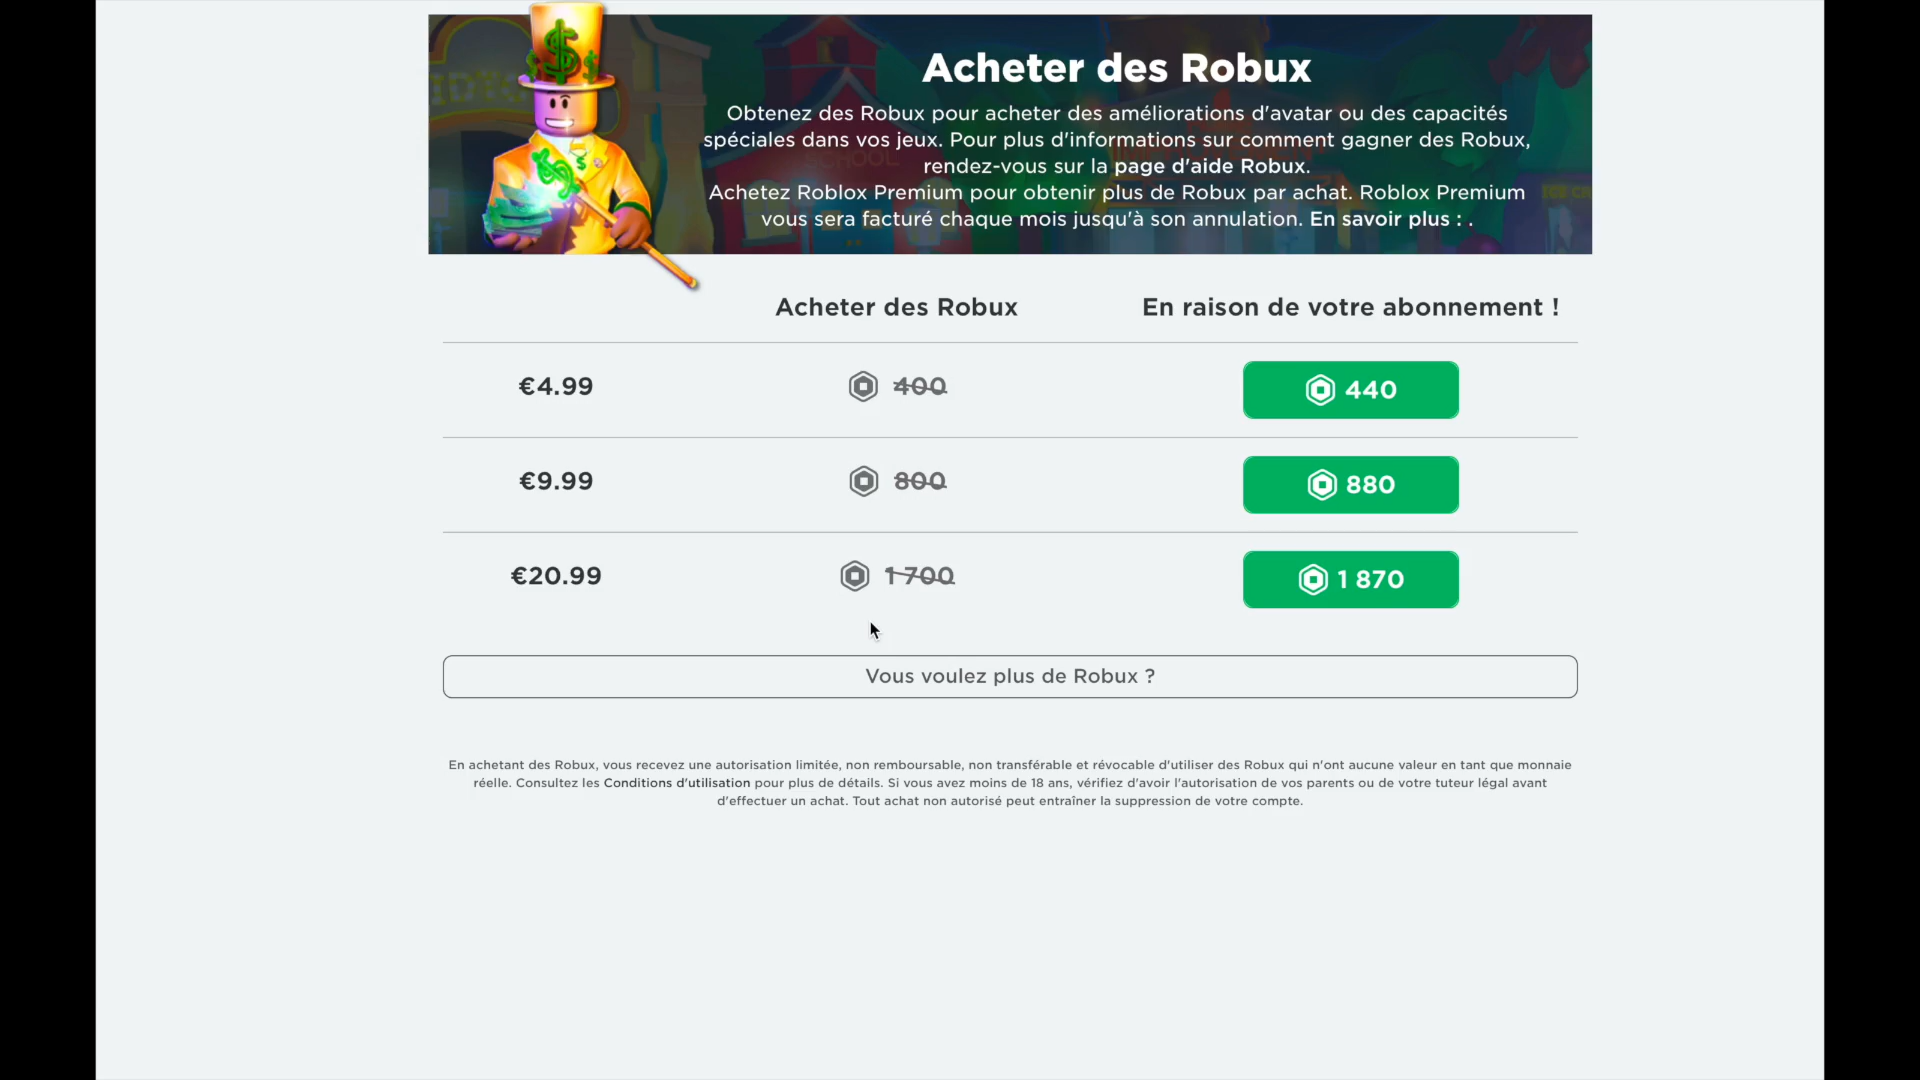 Acheter des Robux
Obtenez des Robux pour acheter des améliorations d'avatar ou des capacités
spéciales dans vos jeux. Pour plus d'informations sur comment gagner des Robux,
rendez-vous sur la page d'aide Robux.
Achetez Roblox Premium pour obtenir plus de Robux par achat. Roblox Premium
vous sera facturé chaque mois jusqu'à son annulation. En savoir plus : .
SCHOOL
Acheter des Robux
En raison de votre abonnement !
€4.99
400
440
€9.99
800
880
€20.99
1 700
1 870
Vous voulez plus de Robux ?
En achetant des Robux, vous recevez une autorisation limitée, non remboursable, non transférable et révocable d'utiliser des Robux qui n'ont aucune valeur en tant que monnaie
réelle. Consultez les Conditions d'utilisation pour plus de détails. Si vous avez moins de 18 ans, vérifiez d'avoir l'autorisation de vos parents ou de votre tuteur légal avant
d'effectuer un achat. Tout achat non autorisé peut entraîner la suppression de votre compte.